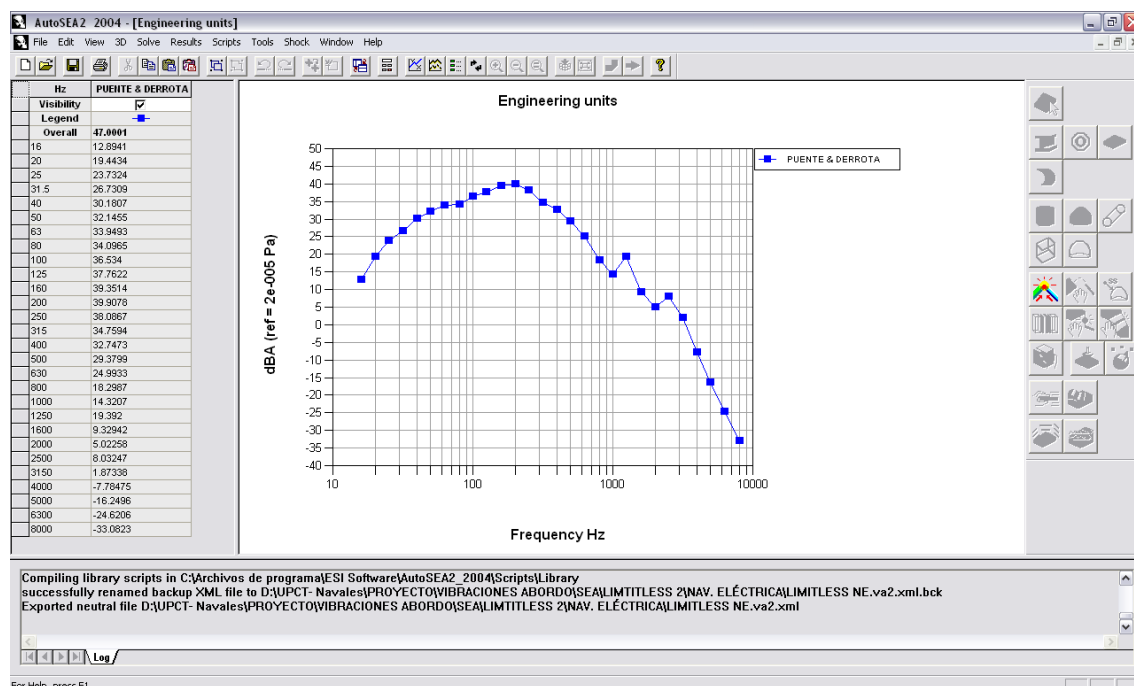 AutoSEA2 2004 - [Engineering units]
File Edit View 3D Solve Results Scripts Tools Shock Window Help
Hz PUENTE & DERROTA
Visibility
Legend
Overall 47.0001
16 12.8941
20 19.4434
25 23.7324
31.5 26.7309
40 30.1807
50 32.1455
63 33.9493
80 34.0965
100 36.534
125 37.7622
160 39.3514
200 39.9078
250 38.0867
315 34.7594
400 32.7473
500 29.3799
630 24.9933
800 18.2987
1000 14.3207
1250 19.392
1600 9.32942
2000 5.02258
2500 8.03247
3150 1.87338
4000 -7.78475
5000 -16.2496
6300 -24.6206
8000 -33.0823
Engineering units
PUENTE & DERROTA
dBA (ref = 2e-005 Pa)
50
45
40
35
30
25
20
15
10
5
0
-5
-10
-15
-20
-25
-30
-35
-40
10 100 1000 10000
Frequency Hz
Compiling library scripts in C:\Archivos de programa\ESI Software\AutoSEA2_2004\Scripts\Library
successfully renamed backup XML file to D:\UPCT- Navales\PROYECTO\VIBRACIONES ABORDO\SEA\LIMTITLESS 2\NAV. ELÉCTRICA\LIMITLESS NE.va2.xml.bck
Exported neutral file D:\UPCT- Navales\PROYECTO\VIBRACIONES ABORDO\SEA\LIMTITLESS 2\NAV. ELÉCTRICA\LIMITLESS NE.va2.xml
Log
For Help, press F1